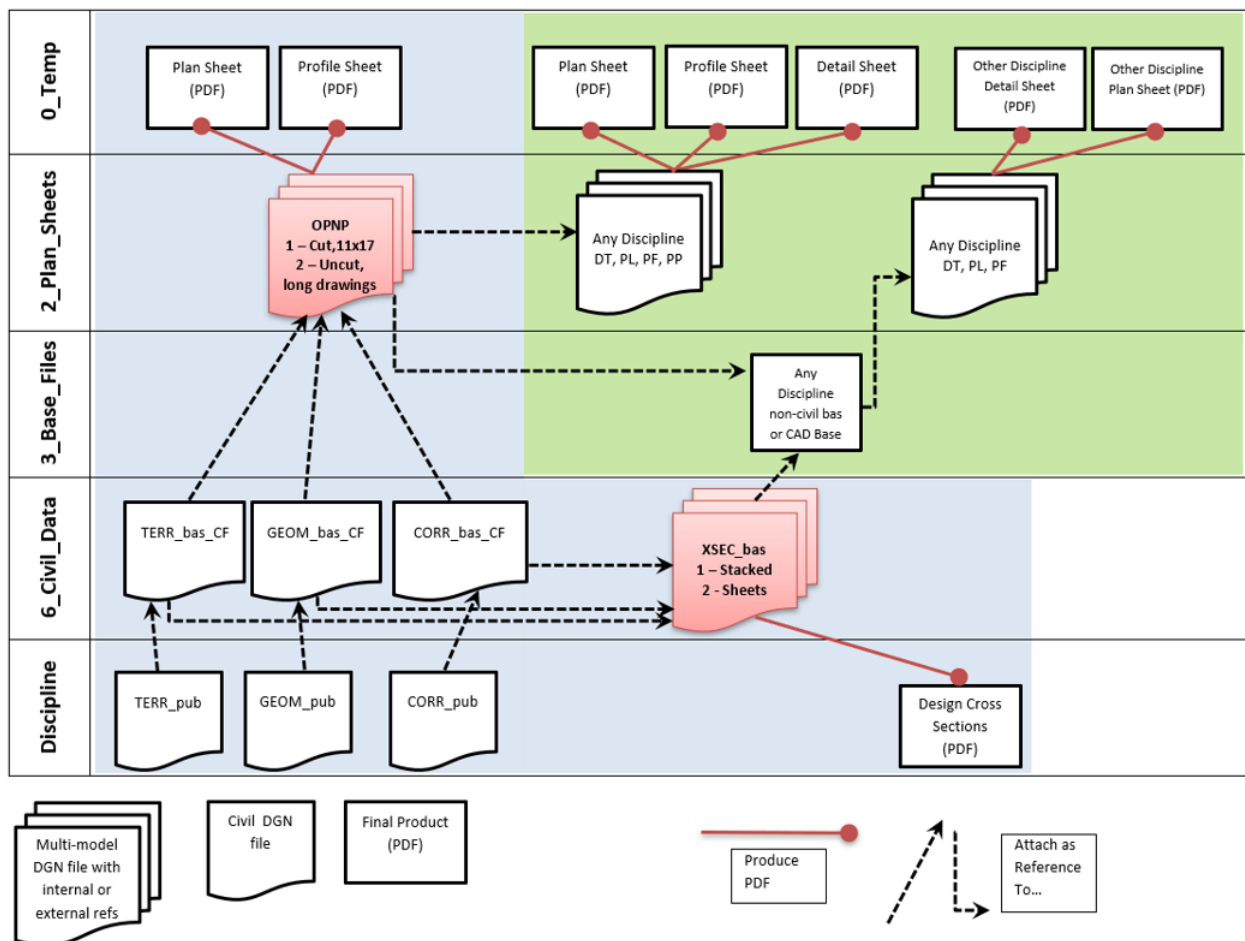 0_Temp
Plan Sheet
(PDF)
Profile Sheet
(PDF)
Plan Sheet
(PDF)
Profile Sheet
(PDF)
Detail Sheet
(PDF)
Other Discipline
Detail Sheet
(PDF)
Other Discipline
Plan Sheet (PDF)
2_Plan_Sheets
OPNP
1 – Cut,11x17
2 – Uncut,
long drawings
Any Discipline
DT, PL, PF, PP
Any Discipline
DT, PL, PF
3_Base_Files
Any
Discipline
non-civil bas
or CAD Base
6_Civil_Data
TERR_bas_CF
GEOM_bas_CF
CORR_bas_CF
XSEC_bas
1 – Stacked
2 - Sheets
Discipline
TERR_pub
GEOM_pub
CORR_pub
Design Cross
Sections
(PDF)
Multi-model
DGN file with
internal or
external refs
Civil DGN
file
Final Product
(PDF)
Produce
PDF
Attach as
Reference
To...